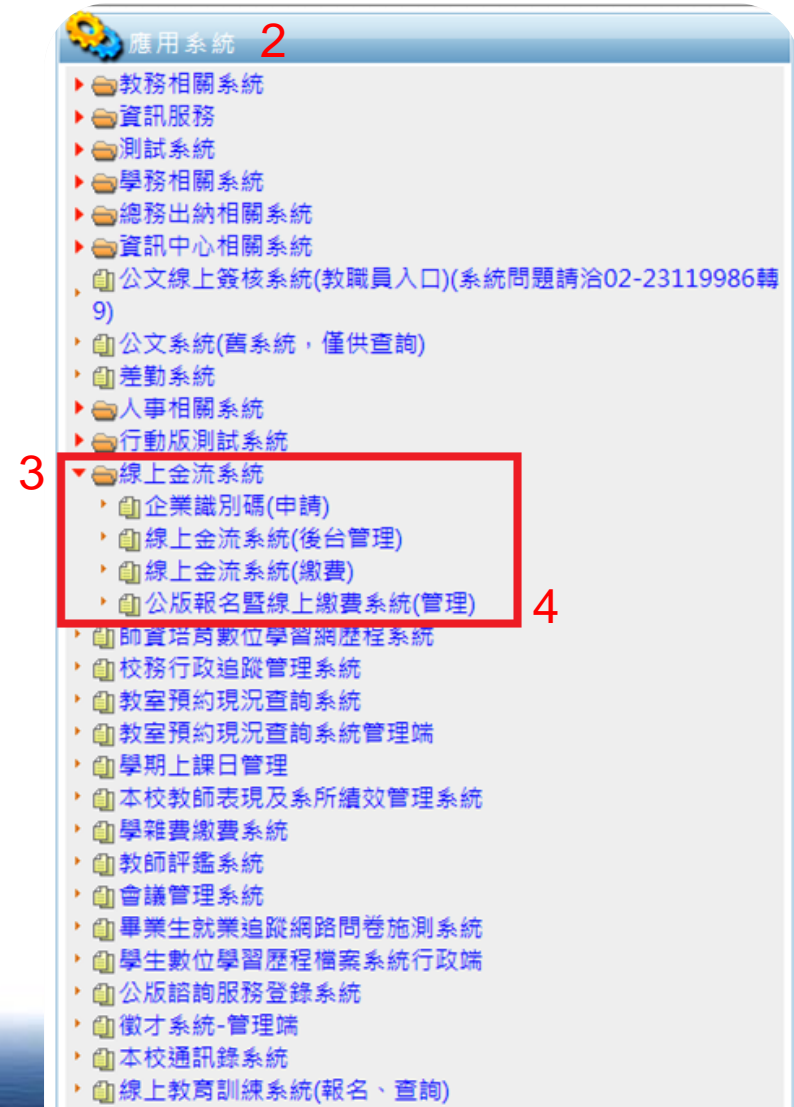 應用系統 2
教務相關系統
資訊服務
測試系統
學務相關系統
總務出納相關系統
資訊中心相關系統
公文線上簽核系統(教職員入口)(系統問題請洽02-23119986轉
9)
公文系統(舊系統，僅供查詢)
差勤系統
人事相關系統
行動版測試系統
3 線上金流系統
企業識別碼(申請)
線上金流系統(後台管理)
線上金流系統(繳費)
公版報名暨線上繳費系統(管理) 4
師資培育數位學習網歷程系統
校務行政追蹤管理系統
教室預約現況查詢系統
教室預約現況查詢系統管理端
學期上課日管理
本校教師表現及系所績效管理系統
學雜費繳費系統
教師評鑑系統
會議管理系統
畢業生就業追蹤網路問卷施測系統
學生數位學習歷程檔案系統行政端
公版諮詢服務登錄系統
徵才系統-管理端
本校通訊錄系統
線上教育訓練系統(報名、查詢)